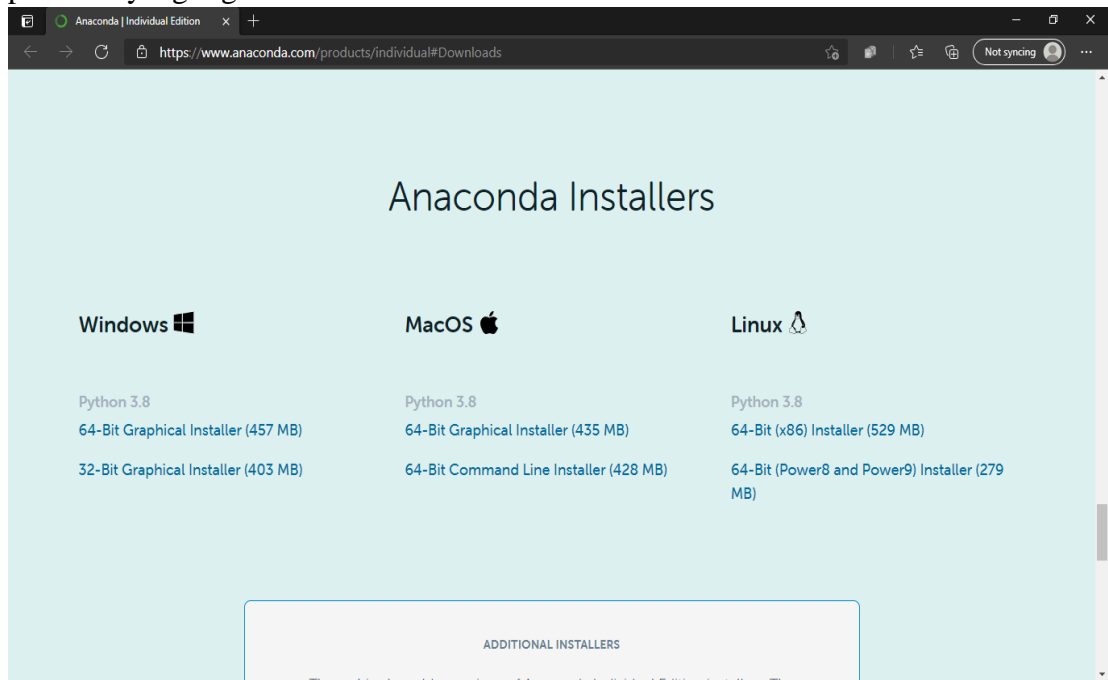 Anaconda | Individual Edition
https://www.anaconda.com/products/individual#Downloads
Not syncing
Anaconda Installers
Windows
MacOS
Linux
Python 3.8
Python 3.8
Python 3.8
64-Bit Graphical Installer (457 MB)
64-Bit Graphical Installer (435 MB)
64-Bit (x86) Installer (529 MB)
32-Bit Graphical Installer (403 MB)
64-Bit Command Line Installer (428 MB)
64-Bit (Power8 and Power9) Installer (279
MB)
ADDITIONAL INSTALLERS